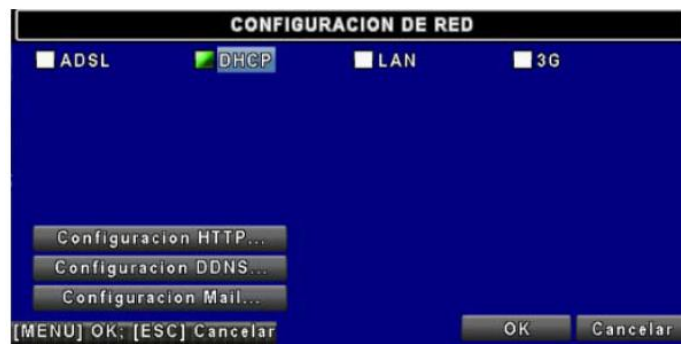 CONFIGURACION DE RED
ADSL DHCP LAN 3G
Configuracion HTTP...
Configuracion DDNS...
Configuracion Mail...
[MENU] OK; [ESC] Cancelar OK Cancelar